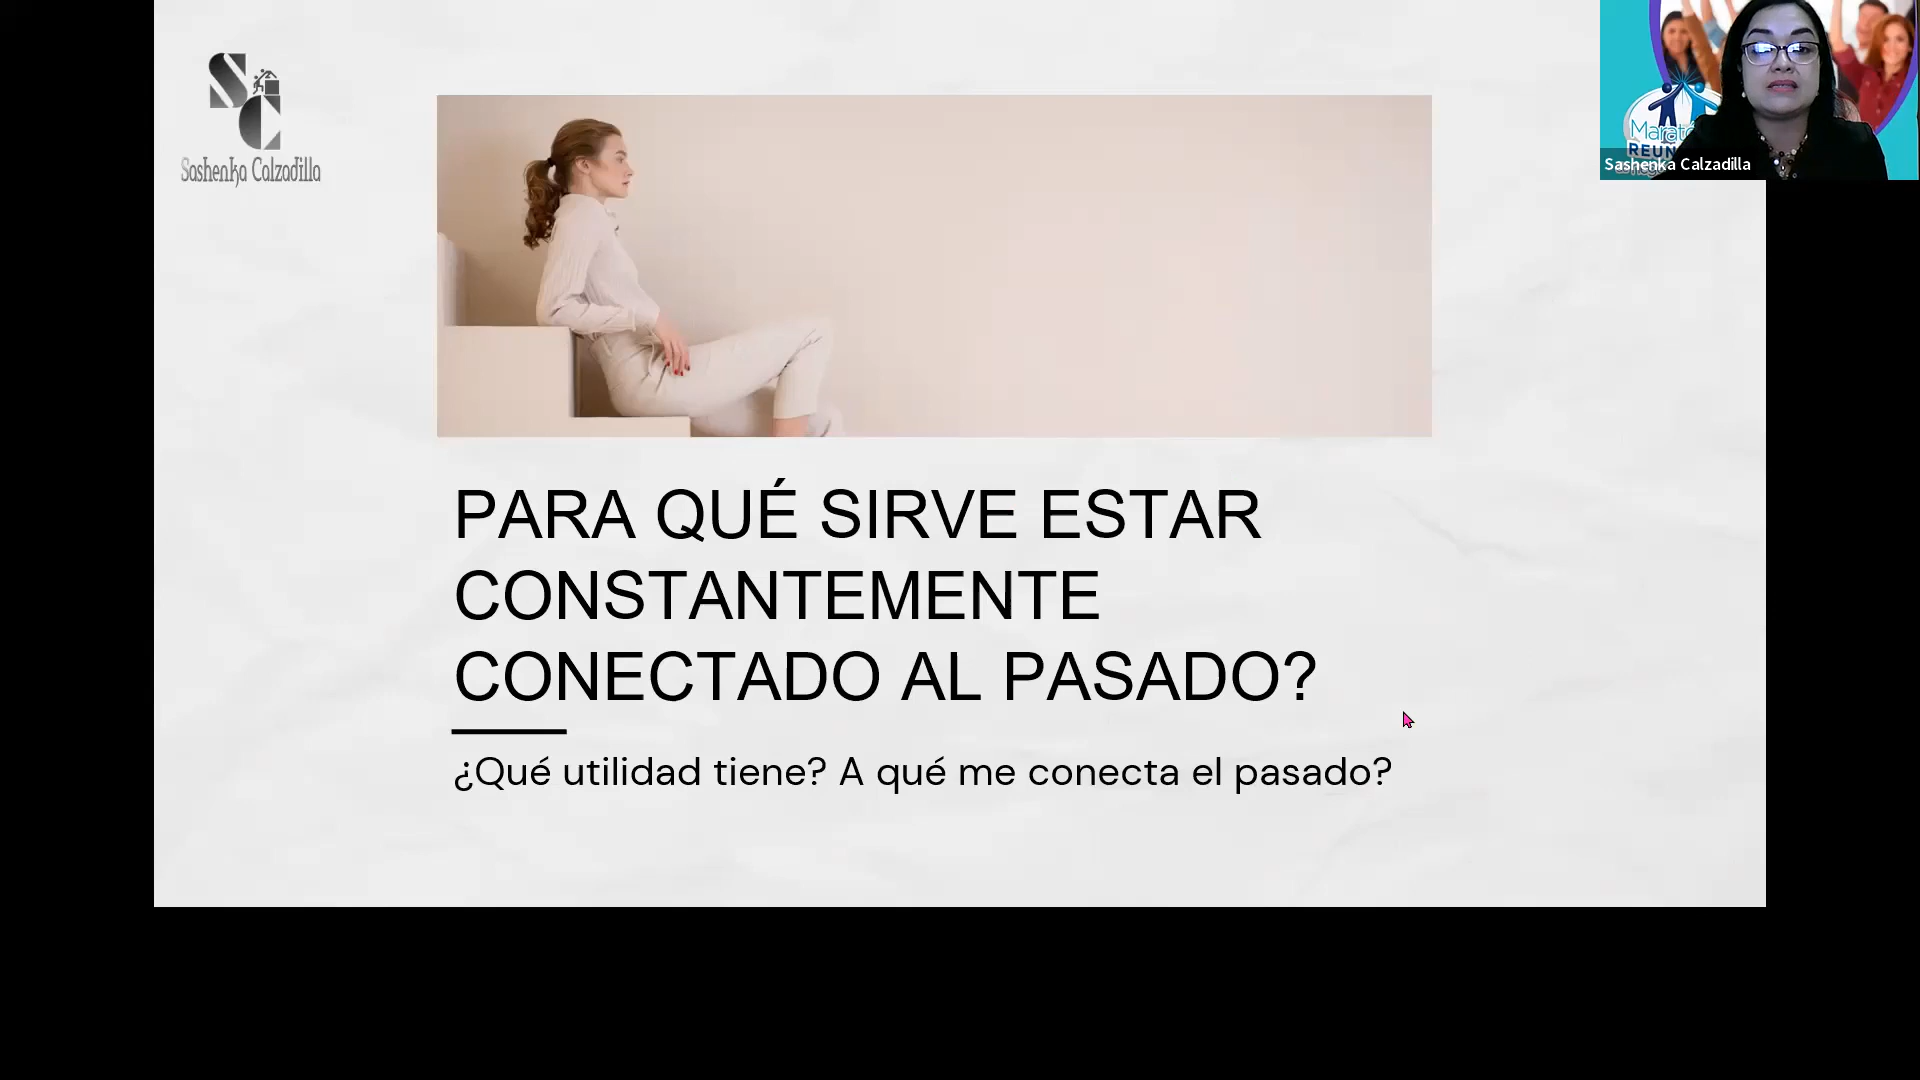 SC
Sashenka Calzadilla
PARA QUÉ SIRVE ESTAR
CONSTANTEMENTE
CONECTADO AL PASADO?
¿Qué utilidad tiene? A qué me conecta el pasado?
Sashenka Calzadilla